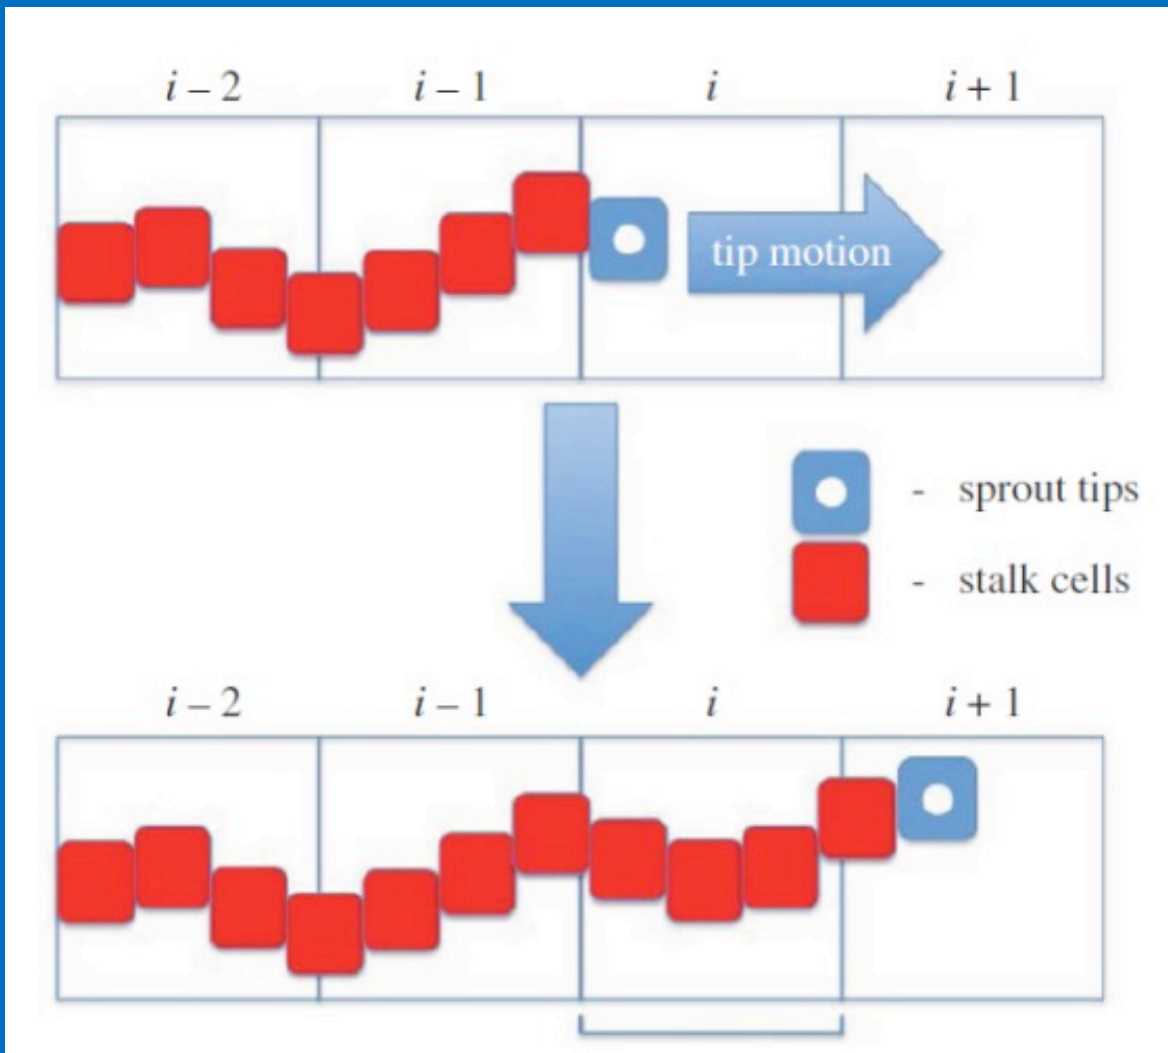 i – 2 i – 1 i i + 1
tip motion
- sprout tips
- stalk cells
i – 2 i – 1 i i + 1